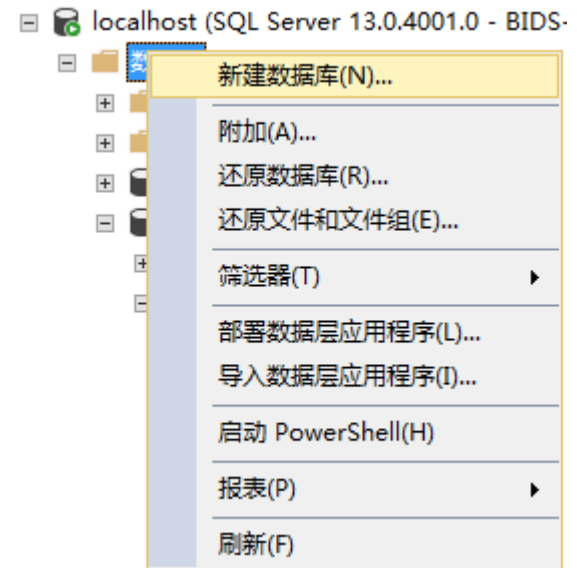 localhost (SQL Server 13.0.4001.0 - BIDS-
数
新建数据库(N)...
附加(A)...
还原数据库(R)...
还原文件和文件组(E)...
筛选器(T)
部署数据层应用程序(L)...
导入数据层应用程序(I)...
启动 PowerShell(H)
报表(P)
刷新(F)